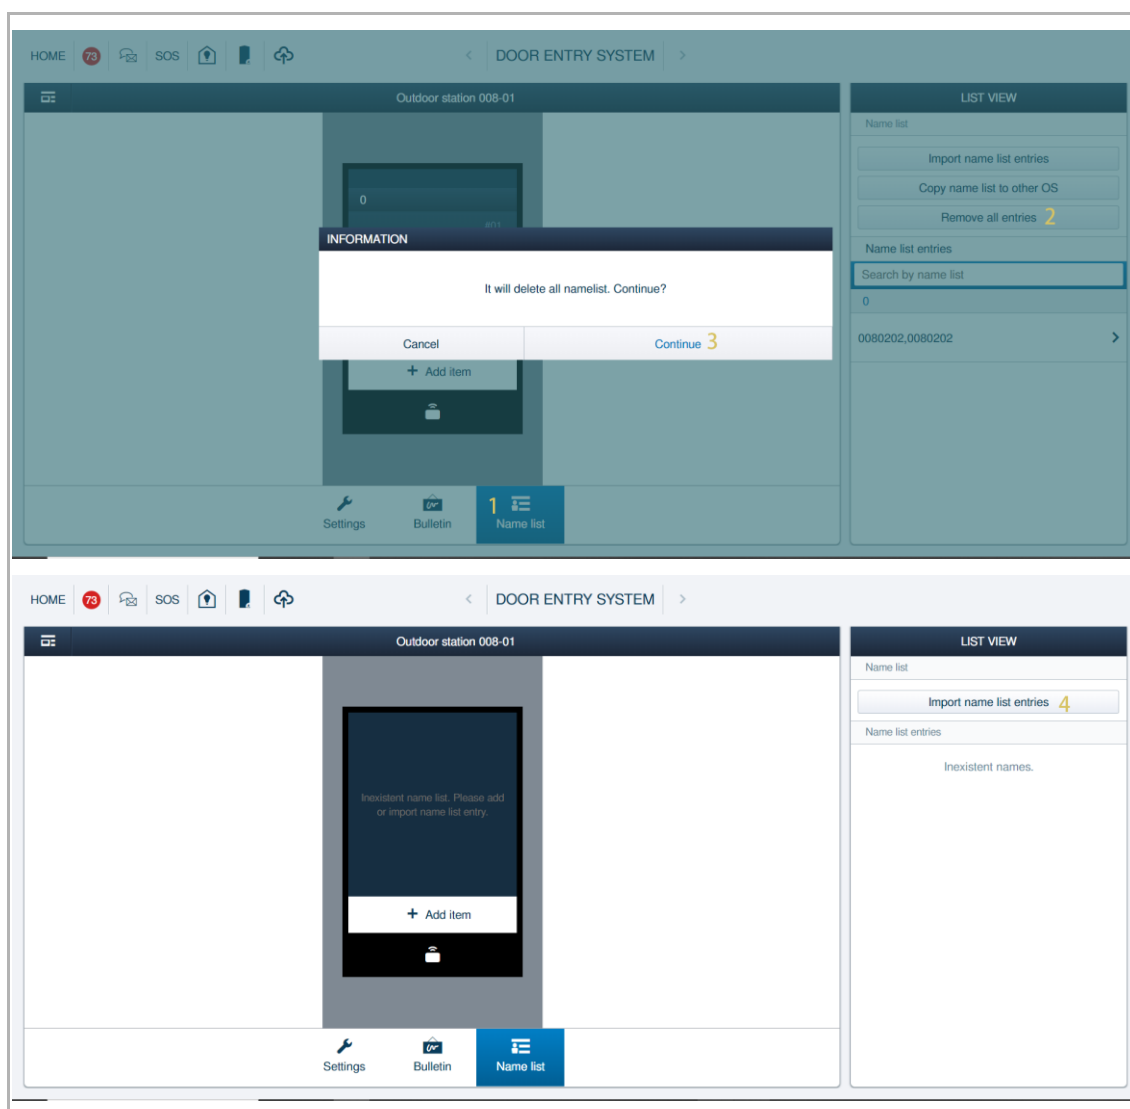 HOME 73 SOS DOOR ENTRY SYSTEM
Outdoor station 008-01
LIST VIEW
Name list
Import name list entries
Copy name list to other OS
Remove all entries 2
Name list entries
Search by name list
0
0080202,0080202
0
INFORMATION
It will delete all namelist. Continue?
Cancel
Continue 3
+ Add item
Settings
Bulletin
1 Name list
HOME 73 SOS DOOR ENTRY SYSTEM
Outdoor station 008-01
LIST VIEW
Name list
Import name list entries 4
Name list entries
Inexistent names.
Inexistent name list. Please add
or import name list entry.
+ Add item
Settings
Bulletin
Name list